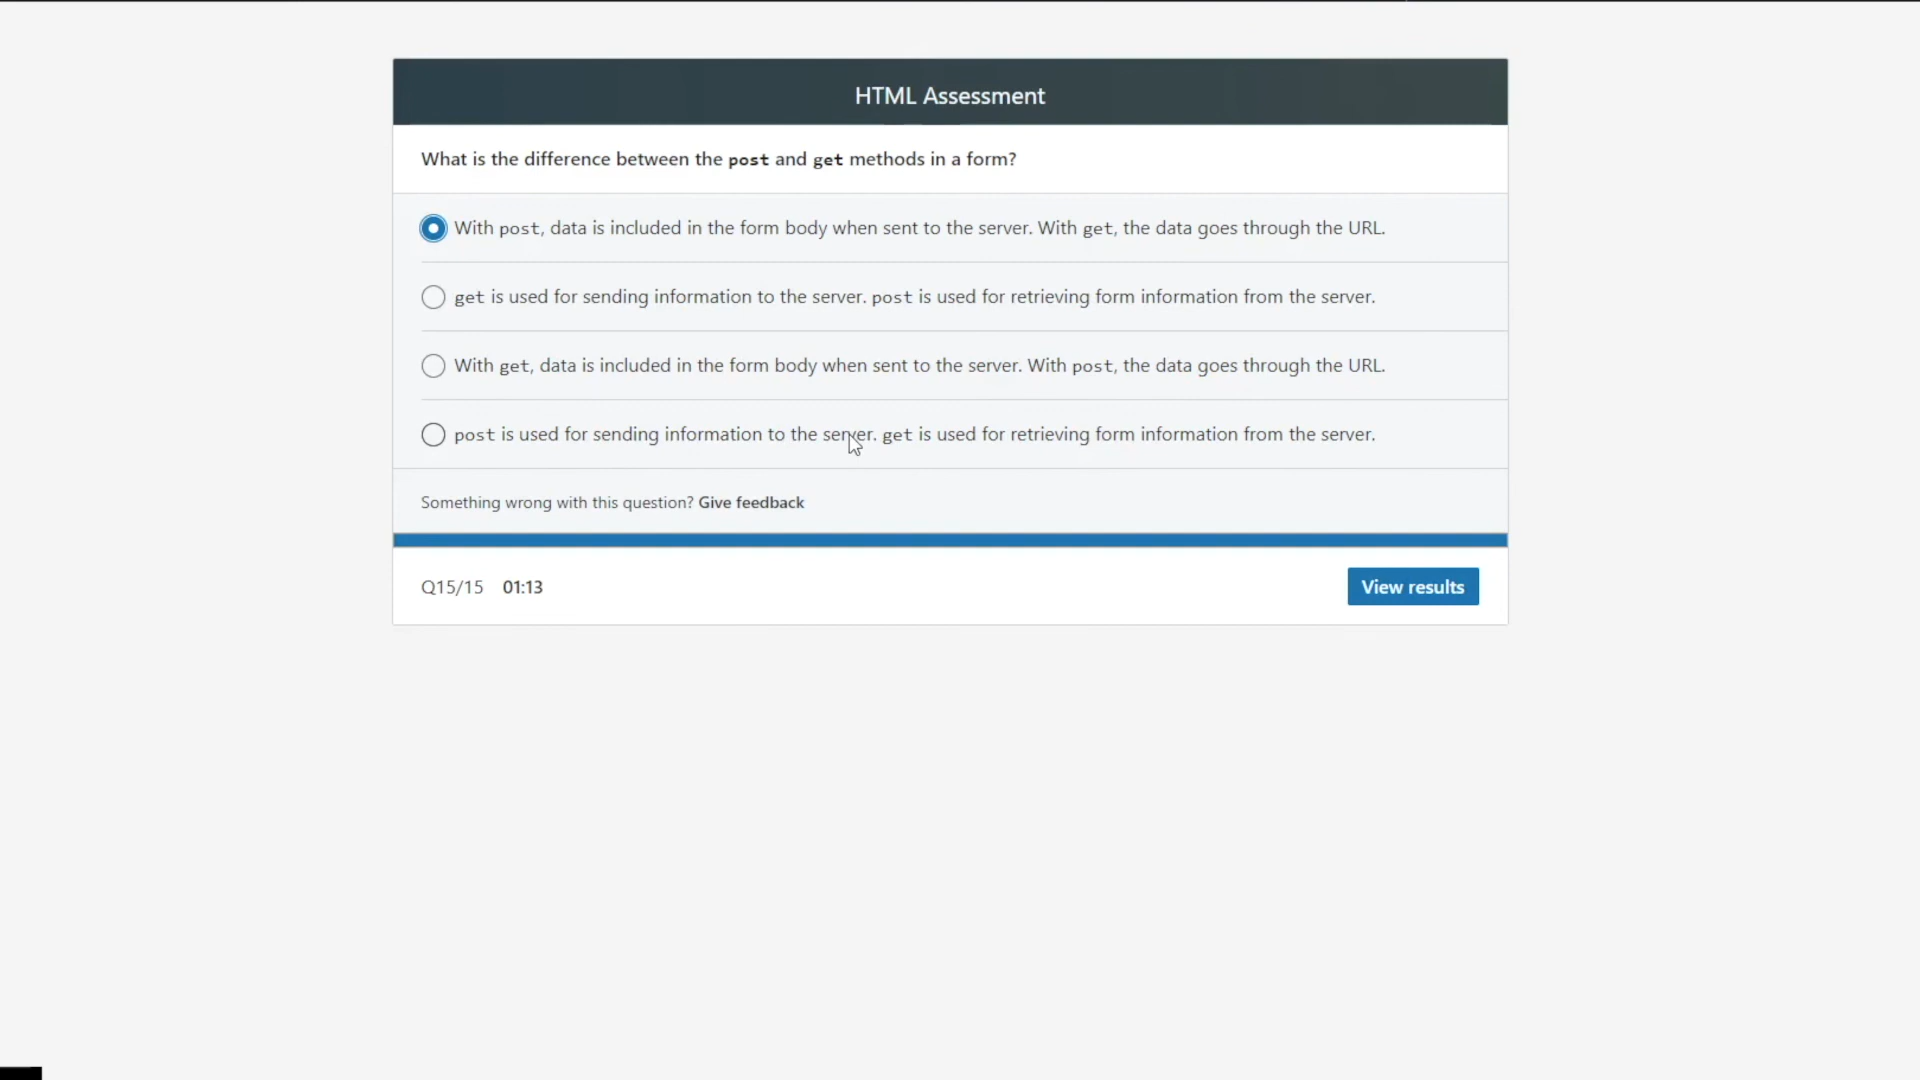 HTML Assessment
What is the difference between the post and get methods in a form?
With post, data is included in the form body when sent to the server. With get, the data goes through the URL.
get is used for sending information to the server. post is used for retrieving form information from the server.
With get, data is included in the form body when sent to the server. With post, the data goes through the URL.
post is used for sending information to the server. get is used for retrieving form information from the server.
Something wrong with this question? Give feedback
Q15/15 01:13
View results